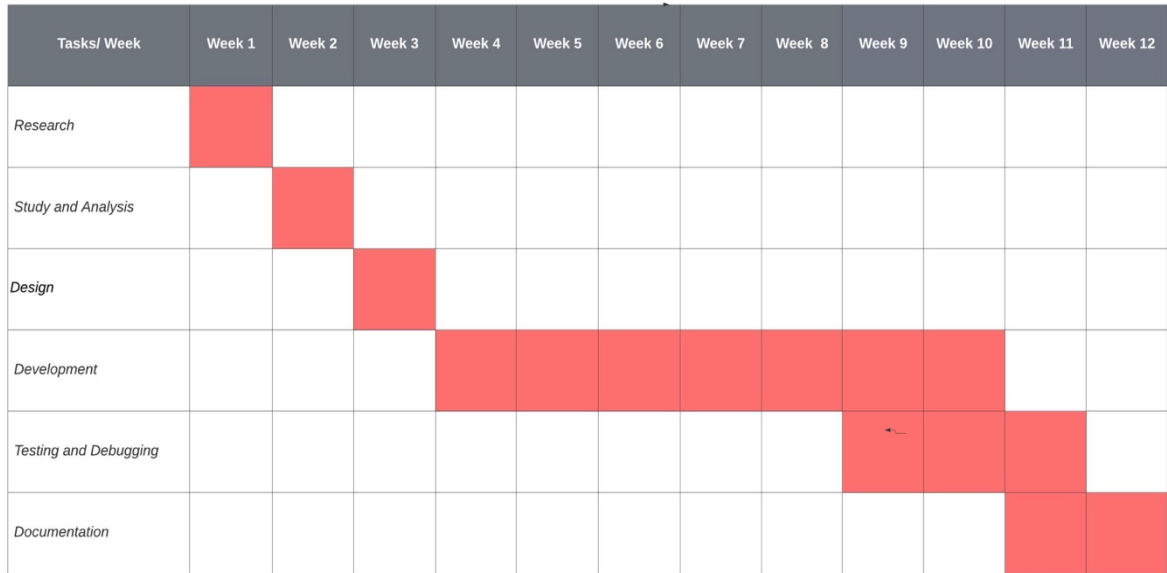 Tasks/ Week Week 1 Week 2 Week 3 Week 4 Week 5 Week 6 Week 7 Week  8 Week 9 Week 10 Week 11 Week 12
Research
Study and Analysis
Design
Development
Testing and Debugging
Documentation